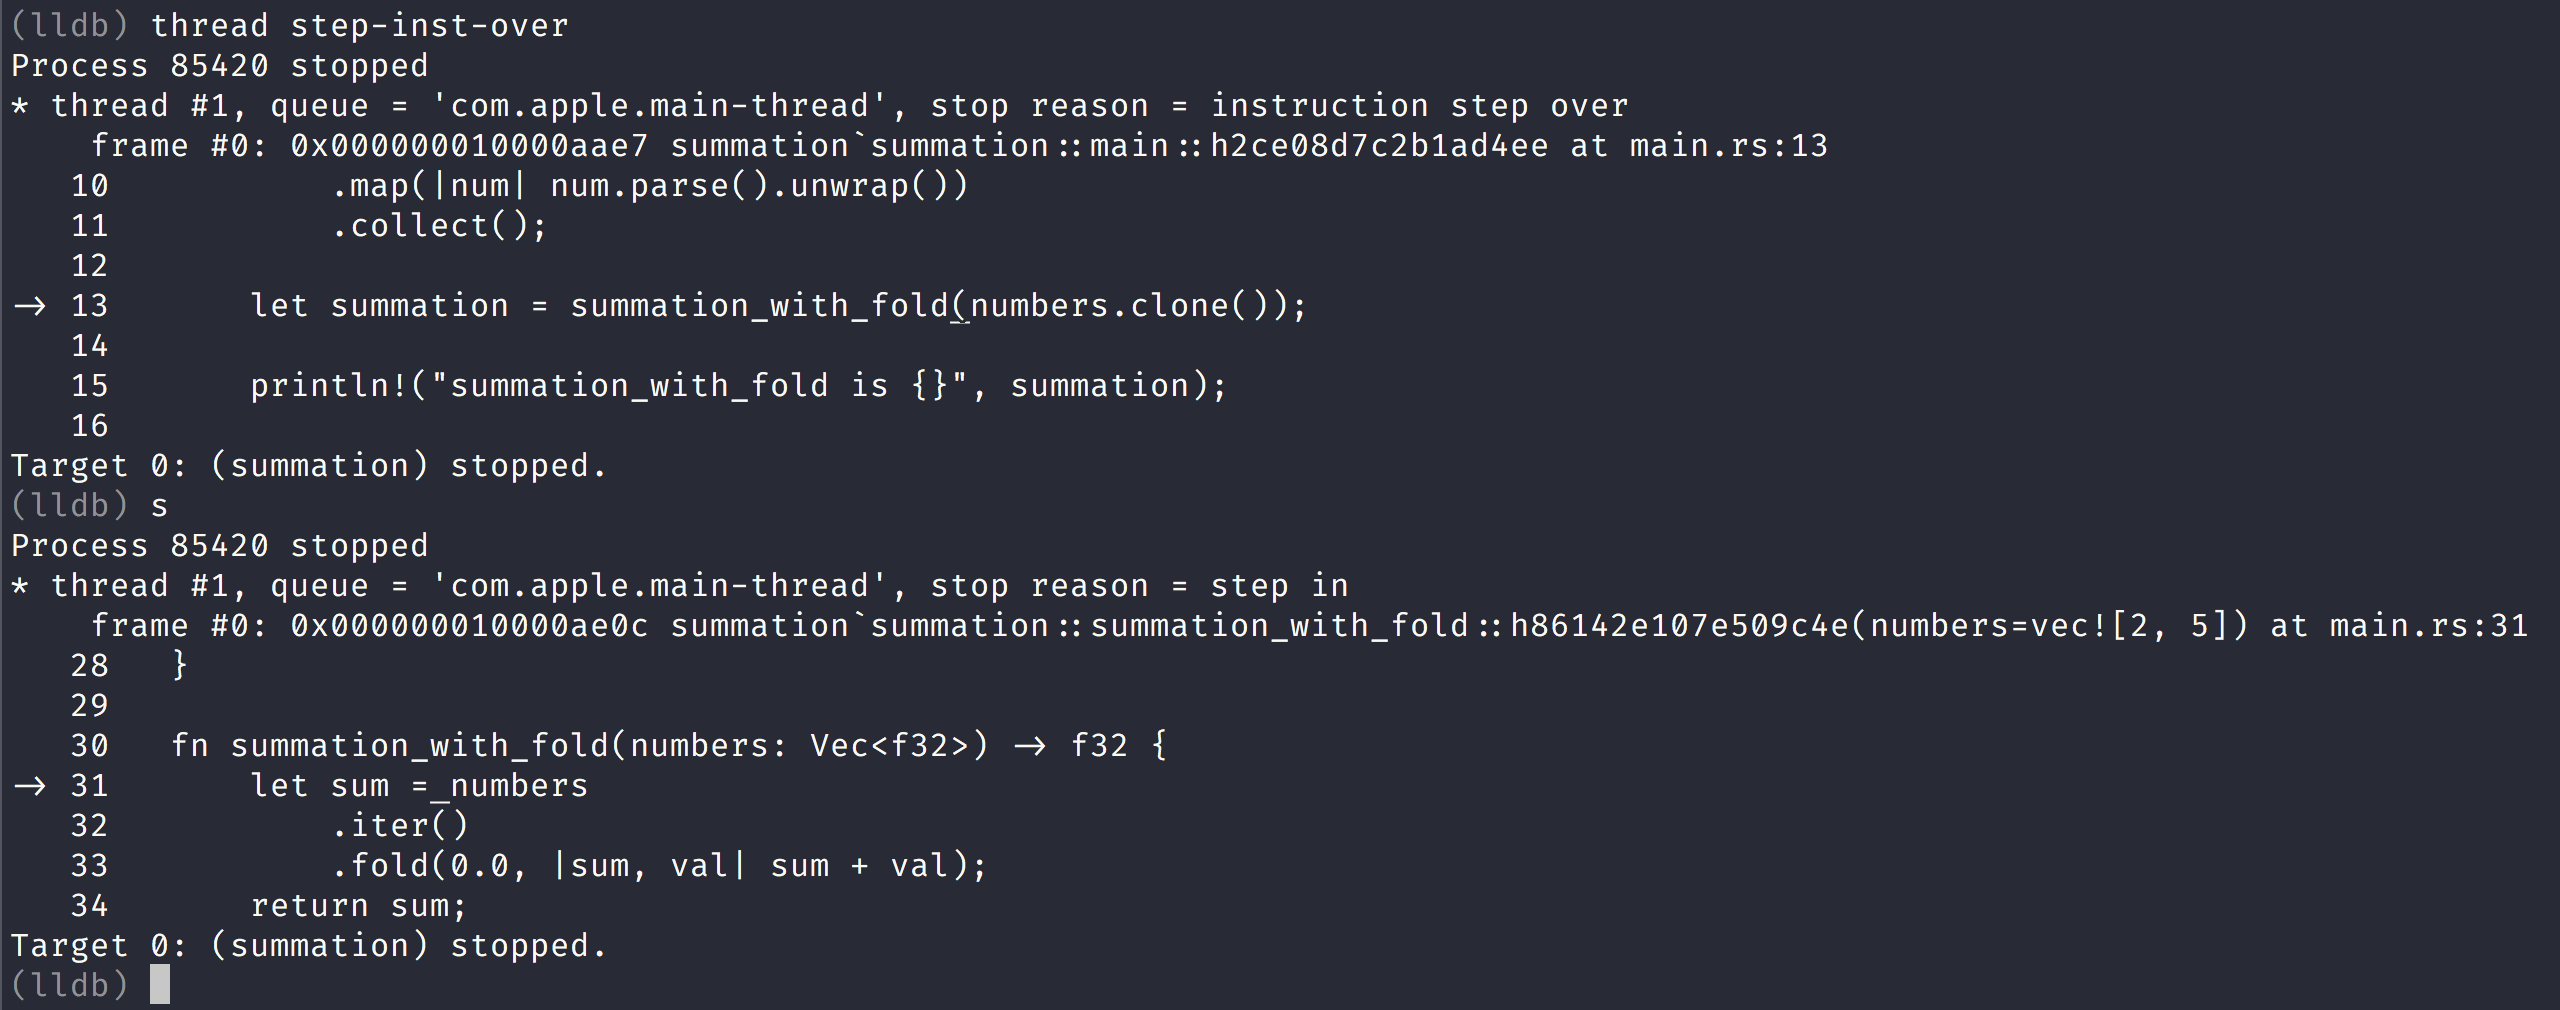 (lldb) thread step-inst-over
Process 85420 stopped
* thread #1, queue = 'com.apple.main-thread', stop reason = instruction step over
    frame #0: 0x000000010000aae7 summation`summation::main::h2ce08d7c2b1ad4ee at main.rs:13
   10           .map(|num| num.parse().unwrap())
   11           .collect();
   12
-> 13       let summation = summation_with_fold(numbers.clone());
   14
   15       println!("summation_with_fold is {}", summation);
   16
Target 0: (summation) stopped.
(lldb) s
Process 85420 stopped
* thread #1, queue = 'com.apple.main-thread', stop reason = step in
    frame #0: 0x000000010000ae0c summation`summation::summation_with_fold::h86142e107e509c4e(numbers=vec![2, 5]) at main.rs:31
   28   }
   29
   30   fn summation_with_fold(numbers: Vec<f32>) -> f32 {
-> 31       let sum = numbers
   32           .iter()
   33           .fold(0.0, |sum, val| sum + val);
   34       return sum;
Target 0: (summation) stopped.
(lldb)